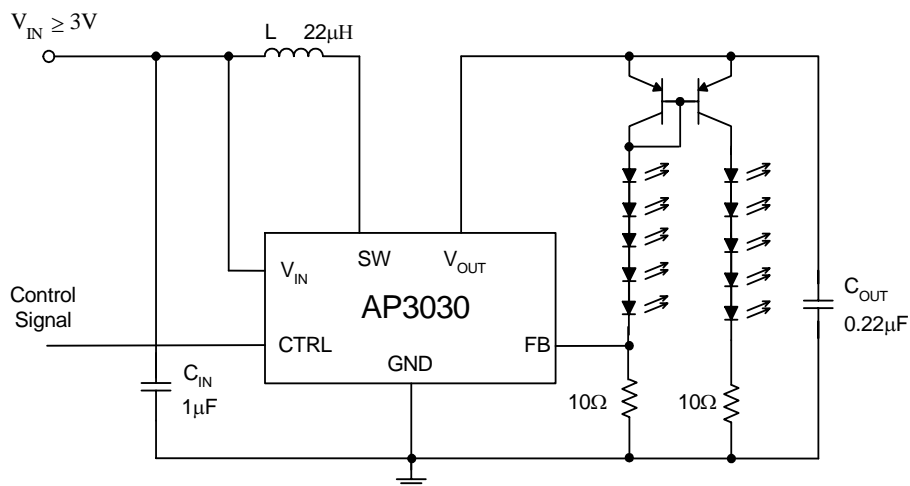 V_IN ≥ 3V
L 22μH
V_IN
SW
V_OUT
AP3030
CTRL
FB
GND
Control
Signal
C_IN
1μF
10Ω
10Ω
C_OUT
0.22μF